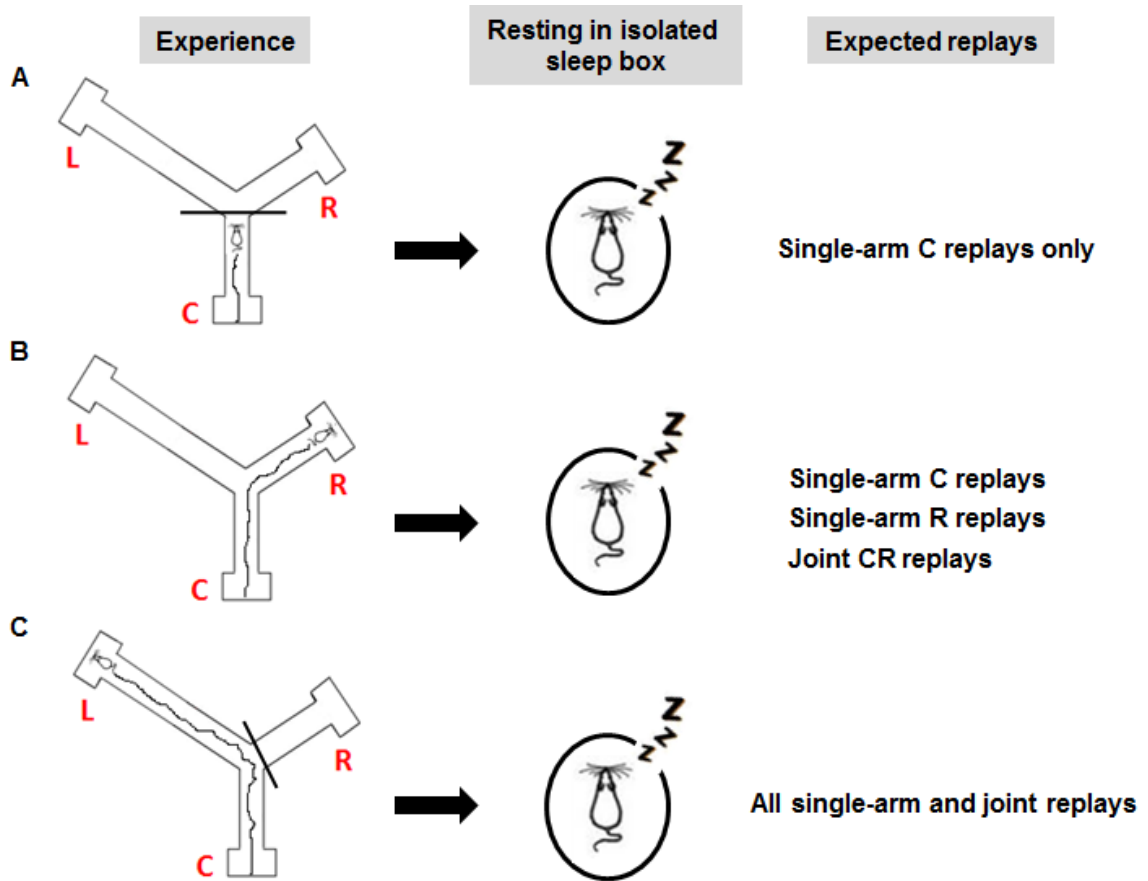 Experience
Resting in isolated
sleep box
Expected replays
A
L
R
C
z z Z
Single-arm C replays only
B
L
R
C
z z Z
Single-arm C replays
Single-arm R replays
Joint CR replays
C
L
R
C
z z Z
All single-arm and joint replays